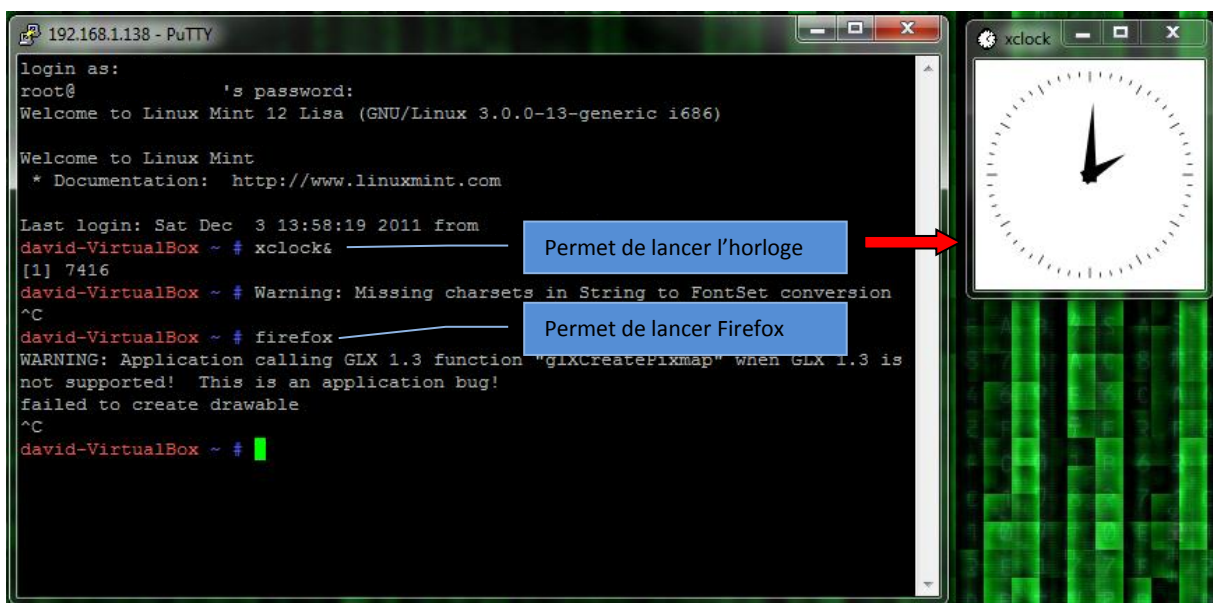 192.168.1.138 - PuTTY
login as:
root@ 's password:
Welcome to Linux Mint 12 Lisa (GNU/Linux 3.0.0-13-generic i686)
Welcome to Linux Mint
* Documentation: http://www.linuxmint.com
Last login: Sat Dec 3 13:58:19 2011 from
david-VirtualBox ~ # xclock&
Permet de lancer l’horloge
[1] 7416
david-VirtualBox ~ # Warning: Missing charsets in String to FontSet conversion
^C
david-VirtualBox ~ # firefox
Permet de lancer Firefox
WARNING: Application calling GLX 1.3 function "glXCreatePixmap" when GLX 1.3 is
not supported! This is an application bug!
failed to create drawable
^C
david-VirtualBox ~ #
xclock